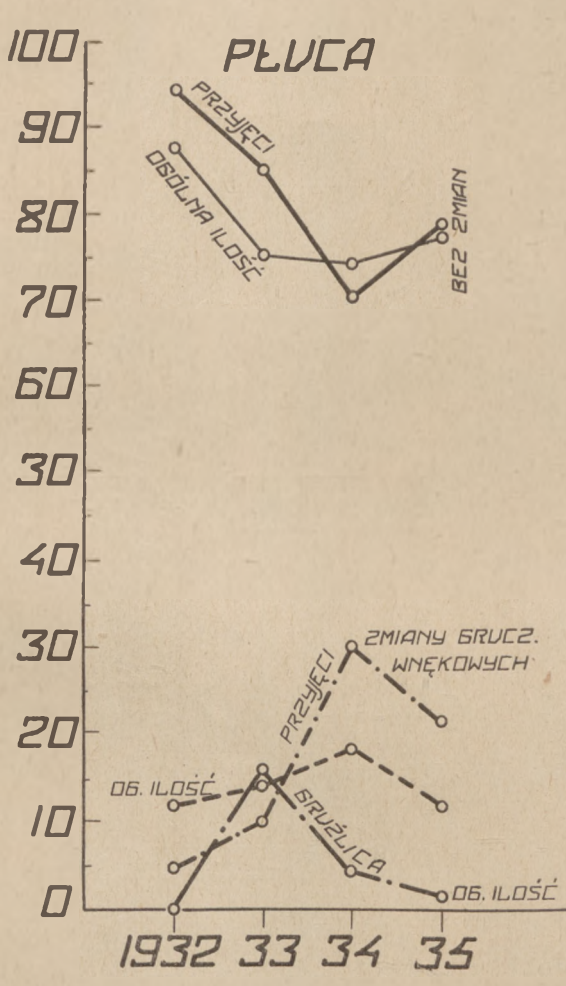 PŁUCA
100
90
80
70
60
30
40
30
20
10
0
PRZYJĘCI
OGÓLNA ILOŚĆ
BEZ ZMIAN
ZMIANY GRUCZ.
WNĘKOWYCH
PRZYJĘCI
OG. ILOŚĆ
GRUŹLICA
OG. ILOŚĆ
1932 33 34 35